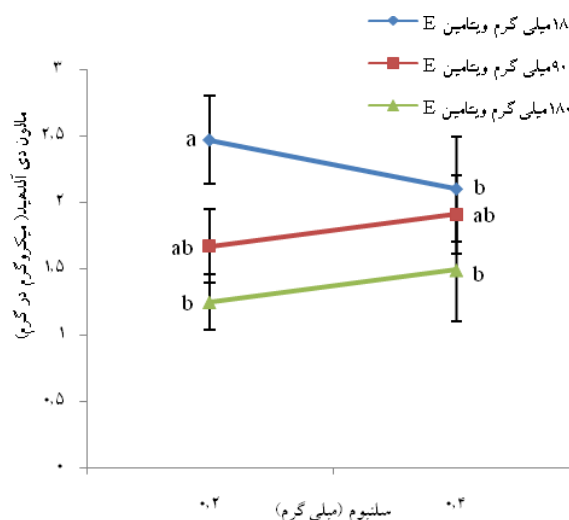 ۱۸میلی گرم ویتامین E
۹۰میلی گرم ویتامین E
۱۸۰میلی گرم ویتامین E
مالون دی آلدهید( میکروگرم در گرم)
۳
۲.۵
۲
۱.۵
۱
۰.۵
۰
a
b
ab
ab
b
b
۰.۲
۰.۴
سلنیوم (میلی گرم)